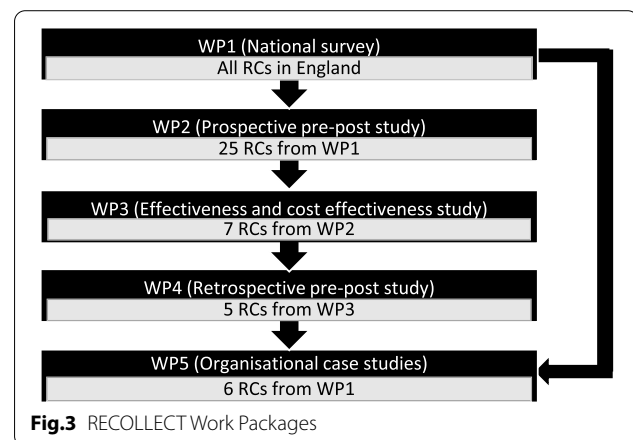 WP1 (National survey)
All RCs in England
WP2 (Prospective pre-post study)
25 RCs from WP1
WP3 (Effectiveness and cost effectiveness study)
7 RCs from WP2
WP4 (Retrospective pre-post study)
5 RCs from WP3
WP5 (Organisational case studies)
6 RCs from WP1
Fig.3 RECOLLECT Work Packages